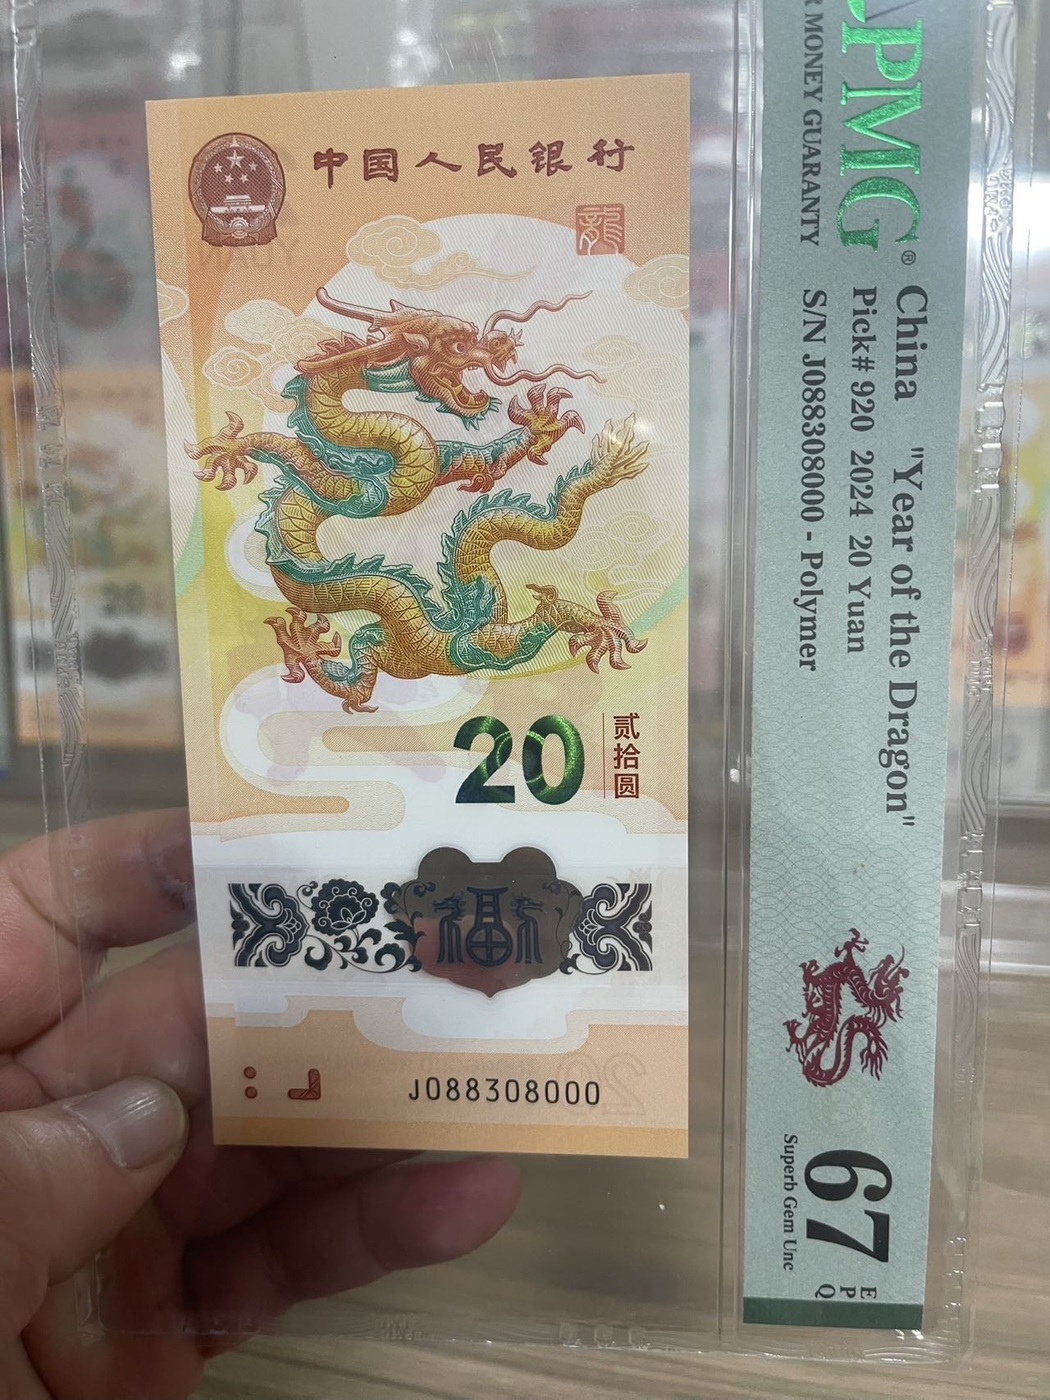 中国人民银行
龍
20
贰拾圆
福
J088308000
PMG
MONEY GUARANTY
China "Year of the Dragon"
Pick# 920 2024 20 Yuan
S/N J088308000 - Polymer
67
EPQ
Superb Gem Unc